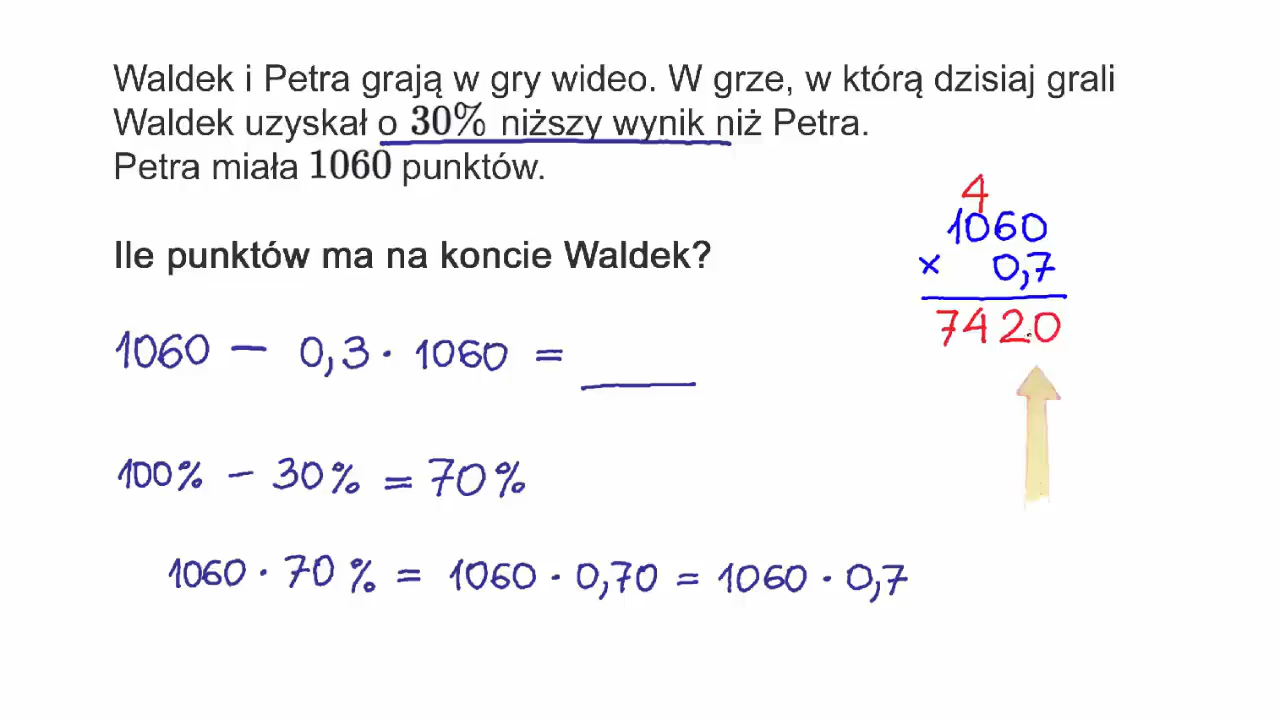 Waldek i Petra grają w gry wideo. W grze, w którą dzisiaj grali
Waldek uzyskał o 30% niższy wynik niż Petra.
Petra miała 1060 punktów.
Ile punktów ma na koncie Waldek?
4
1060
× 0,7
7420
1060 – 0,3 · 1060 =
100% – 30% = 70%
1060 · 70% = 1060 · 0,70 = 1060 · 0,7